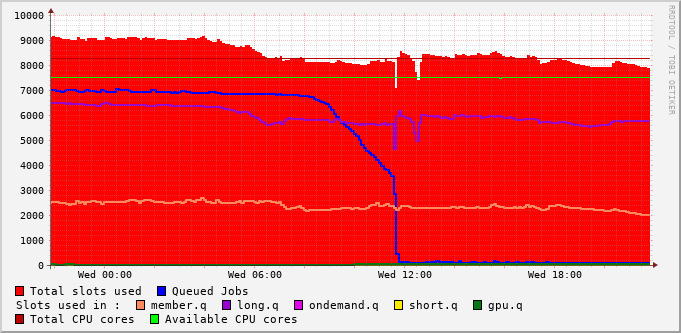 10000
9000
8000
7000
6000
5000
4000
3000
2000
1000
0
Wed 00:00 Wed 06:00 Wed 12:00 Wed 18:00
Total slots used Queued Jobs
Slots used in : member.q long.q ondemand.q short.q gpu.q
Total CPU cores Available CPU cores
RRDTOOL / TOBI OETIKER